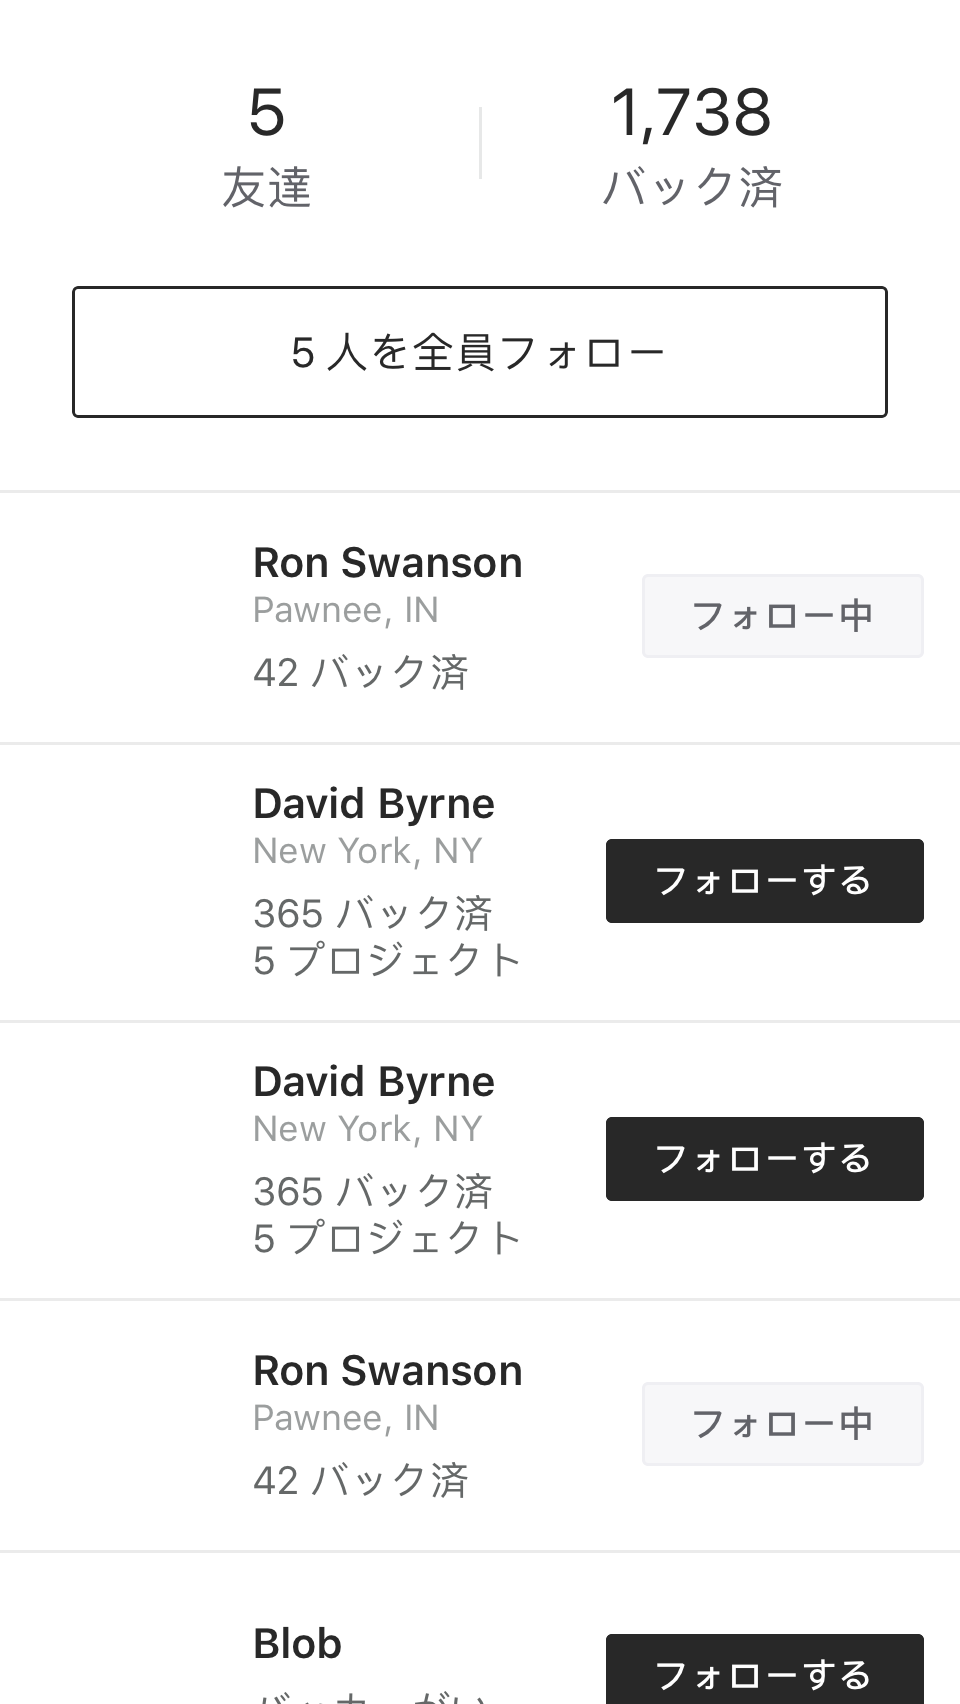 5
友達
1,738
バック済
5 人を全員フォロー
Ron Swanson
Pawnee, IN
42 バック済
フォロー中
David Byrne
New York, NY
365 バック済
5 プロジェクト
フォローする
David Byrne
New York, NY
365 バック済
5 プロジェクト
フォローする
Ron Swanson
Pawnee, IN
42 バック済
フォロー中
Blob
フォローする